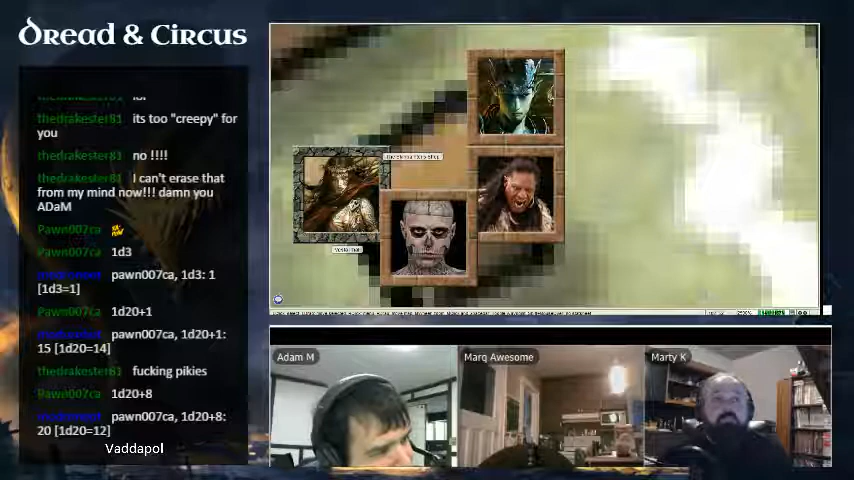 Dread & Circus
thedrakester81 its too "creepy" for
you
thedrakester81 no !!!!
thedrakester81 I can't erase that
from my mind now!!! damn you
ADaM
Pawn007ca
Pawn007ca 1d3
pawn007ca, 1d3: 1
[1d3=1]
Pawn007ca 1d20+1
pawn007ca, 1d20+1:
15 [1d20=14]
thedrakester81 fucking pikies
Pawn007ca 1d20+8
pawn007ca, 1d20+8:
20 [1d20=12]
Vaddapol
Adam M
Marq Awesome
Marty K